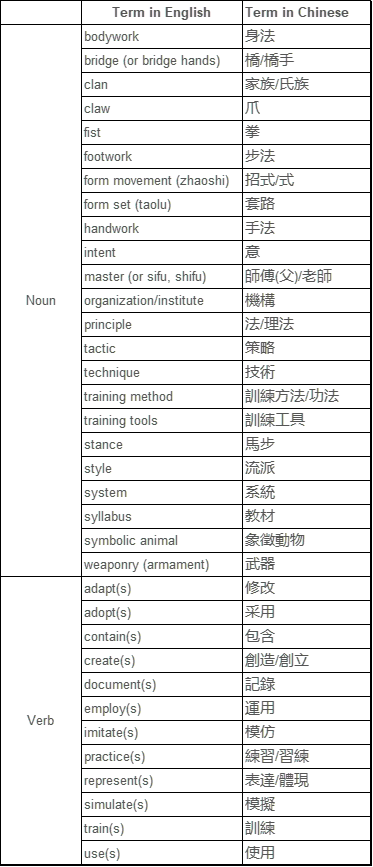 Term in English Term in Chinese
Noun
bodywork 身法
bridge (or bridge hands) 橋/橋手
clan 家族/氏族
claw 爪
fist 拳
footwork 步法
form movement (zhaoshi) 招式/式
form set (taolu) 套路
handwork 手法
intent 意
master (or sifu, shifu) 師傅(父)/老師
organization/institute 機構
principle 法/理法
tactic 策略
technique 技術
training method 訓練方法/功法
training tools 訓練工具
stance 馬步
style 流派
system 系統
syllabus 教材
symbolic animal 象徵動物
weaponry (armament) 武器
Verb
adapt(s) 修改
adopt(s) 采用
contain(s) 包含
create(s) 創造/創立
document(s) 記錄
employ(s) 運用
imitate(s) 模仿
practice(s) 練習/習練
represent(s) 表達/體現
simulate(s) 模擬
train(s) 訓練
use(s) 使用